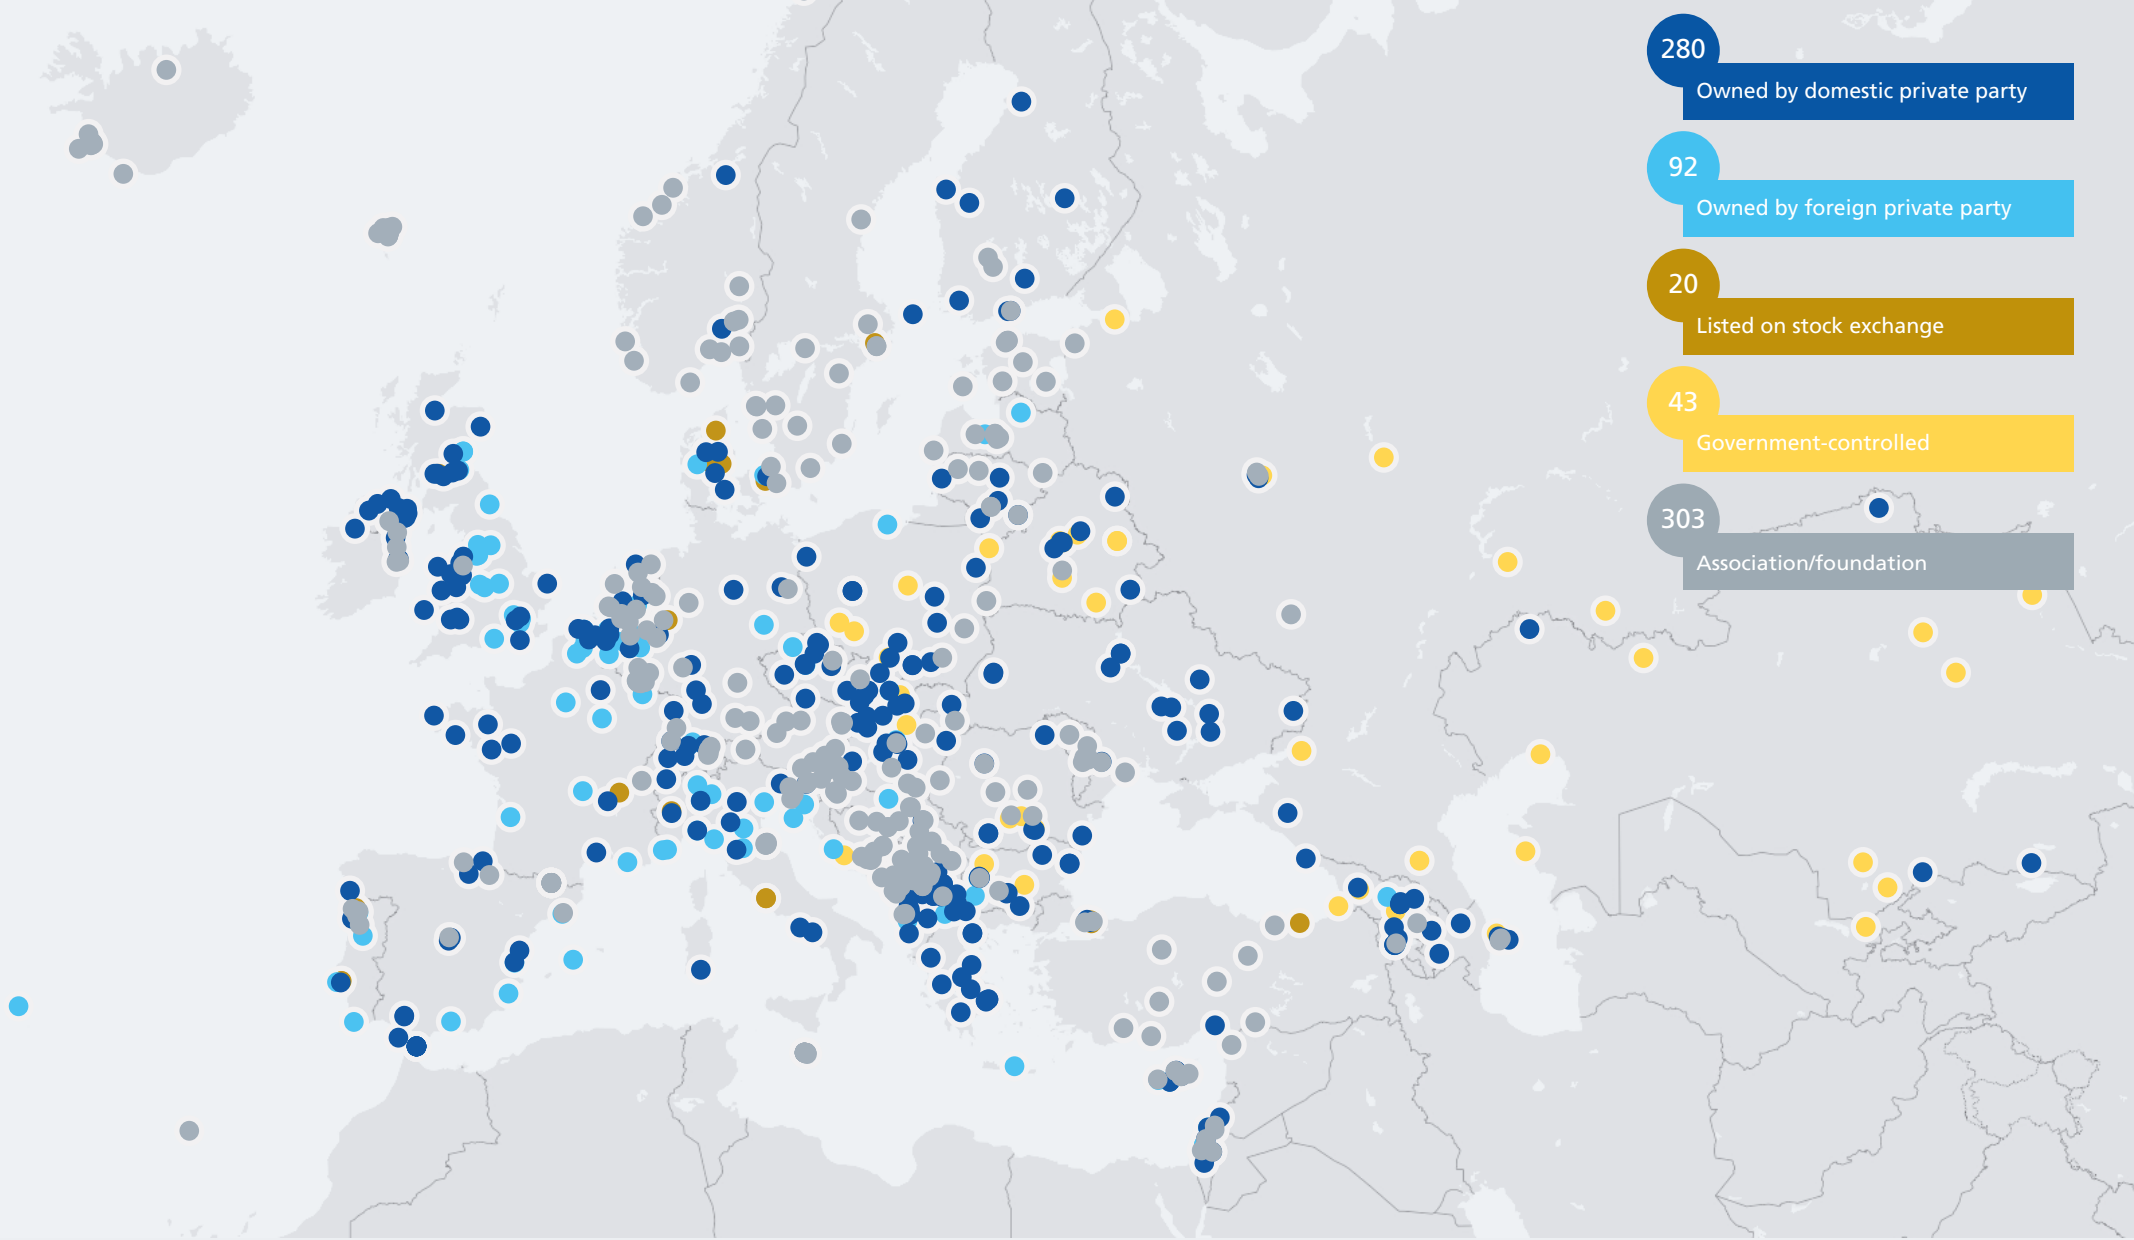 280
Owned by domestic private party
92
Owned by foreign private party
20
Listed on stock exchange
43
Government-controlled
303
Association/foundation